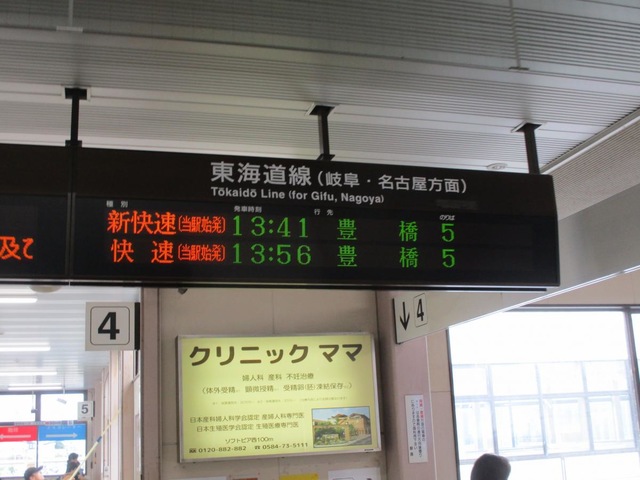 東海道線(岐阜・名古屋方面)
Tōkaidō Line (for Gifu, Nagoya)
種別 発車時刻 行先 のりば
新快速(当駅始発) 13:41 豊橋 5
快速(当駅始発) 13:56 豊橋 5
及び
4
↓4
5
クリニック ママ
婦人科 産科 不妊治療
日本産科婦人科学会認定 産婦人科専門医
日本生殖医学会認定 生殖医療専門医
ソフトピア西100m
0120-882-882 0584-73-5111